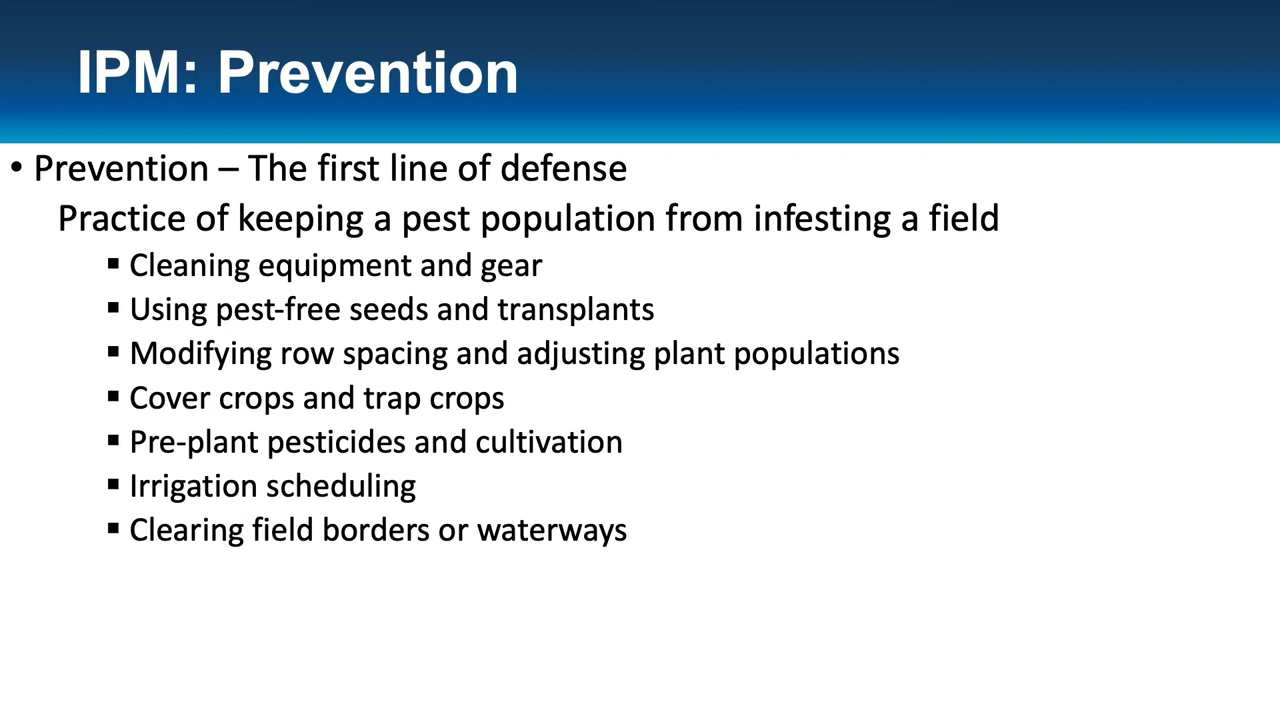 IPM: Prevention
• Prevention – The first line of defense
Practice of keeping a pest population from infesting a field
▪ Cleaning equipment and gear
▪ Using pest-free seeds and transplants
▪ Modifying row spacing and adjusting plant populations
▪ Cover crops and trap crops
▪ Pre-plant pesticides and cultivation
▪ Irrigation scheduling
▪ Clearing field borders or waterways